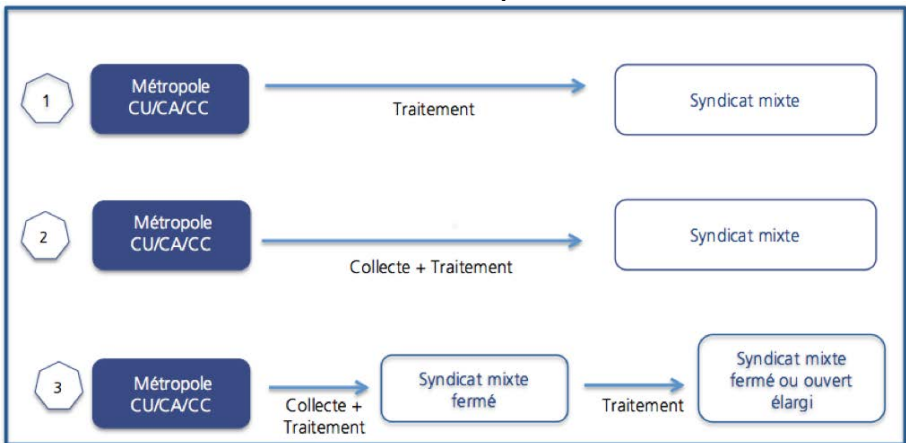 1
Métropole
CU/CA/CC
Traitement
Syndicat mixte
2
Métropole
CU/CA/CC
Collecte + Traitement
Syndicat mixte
3
Métropole
CU/CA/CC
Collecte +
Traitement
Syndicat mixte
fermé
Traitement
Syndicat mixte
fermé ou ouvert
élargi